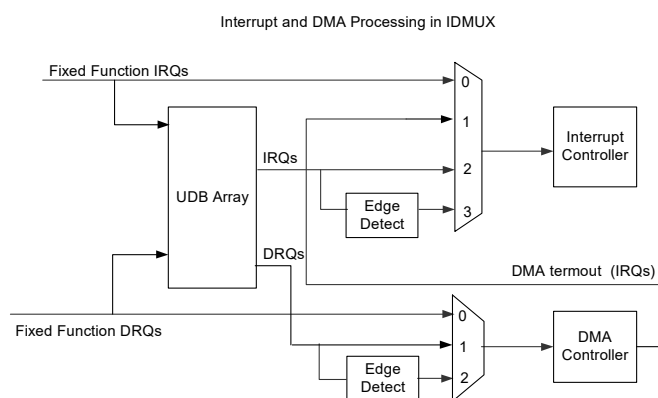 Interrupt and DMA Processing in IDMUX
Fixed Function IRQs
0
1
Interrupt
Controller
IRQs
2
UDB Array
Edge
Detect
3
DRQs
DMA termout (IRQs)
0
Fixed Function DRQs
1
DMA
Controller
Edge
Detect
2